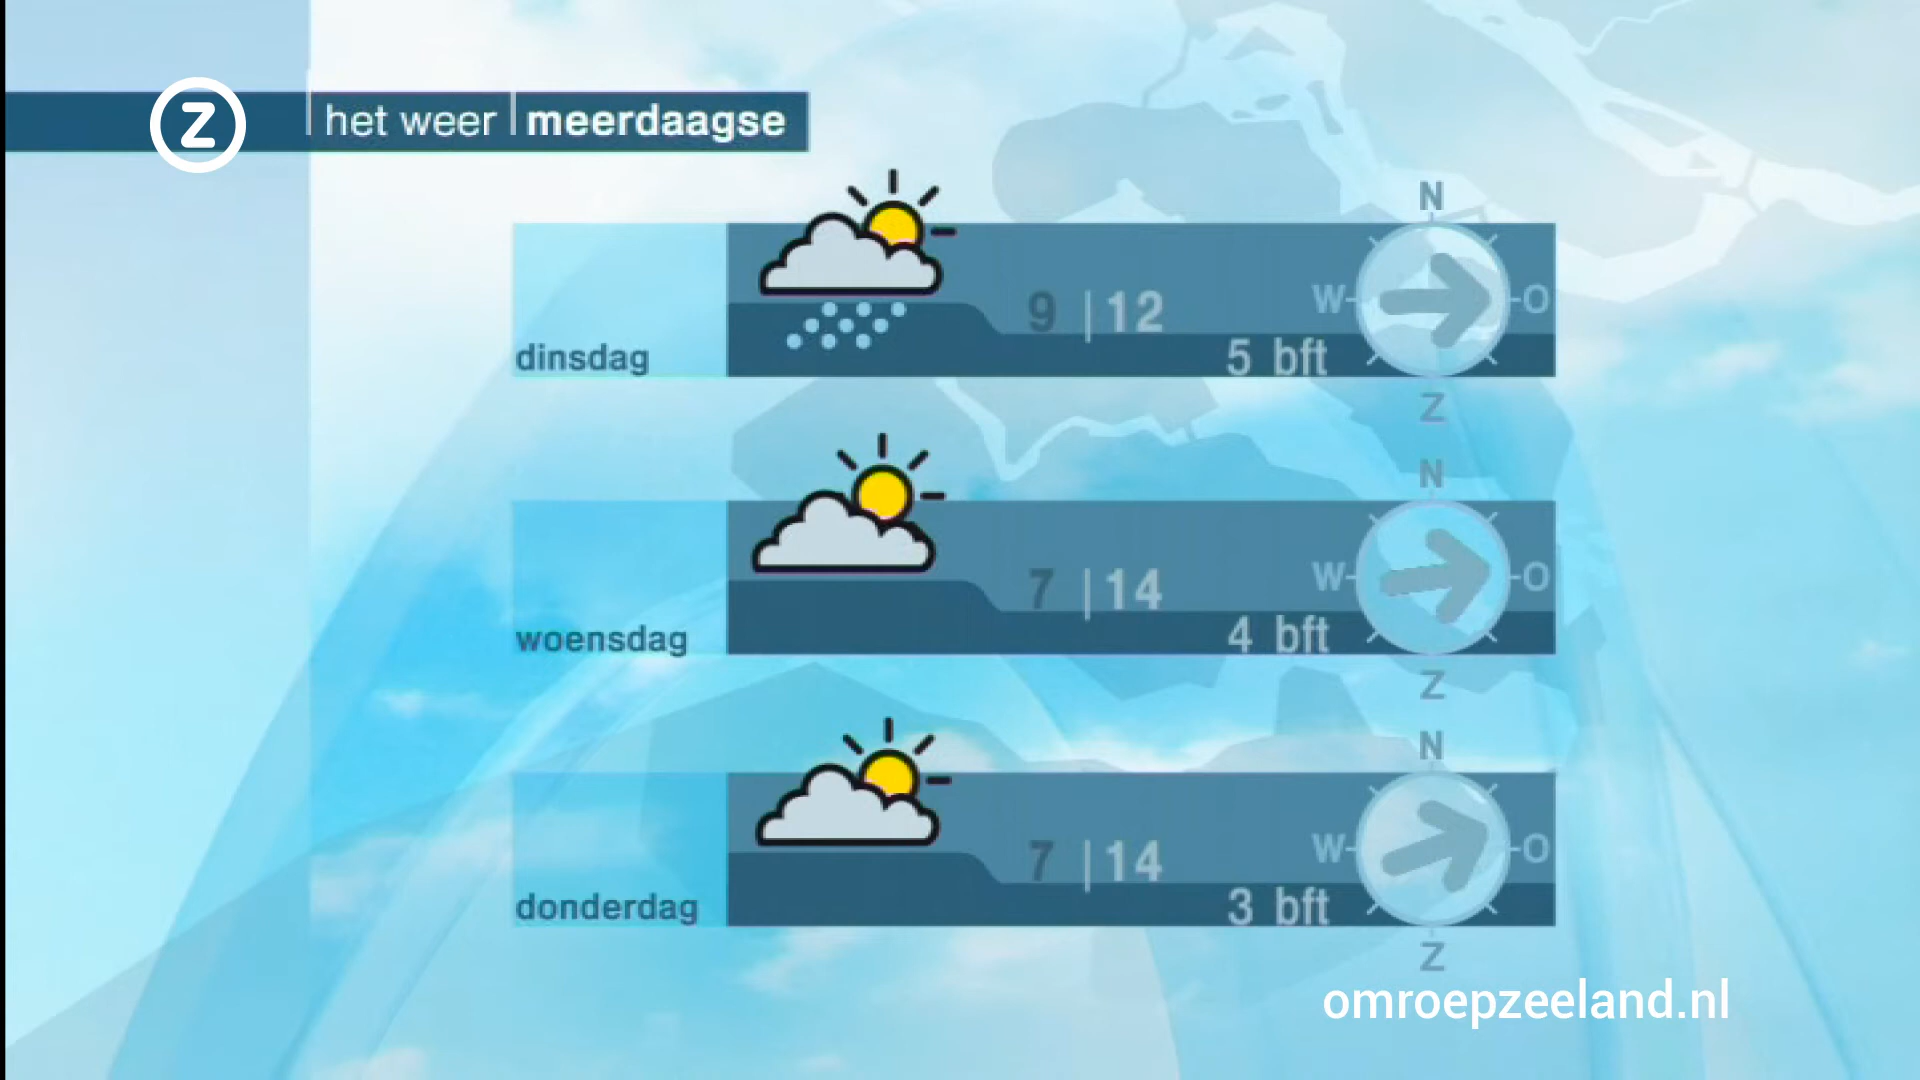 Z
het weer | meerdaagse
N
9 | 12
W O
dinsdag
5 bft
Z
N
7 | 14
W O
woensdag
4 bft
Z
N
7 | 14
W O
donderdag
3 bft
Z
omroepzeeland.nl